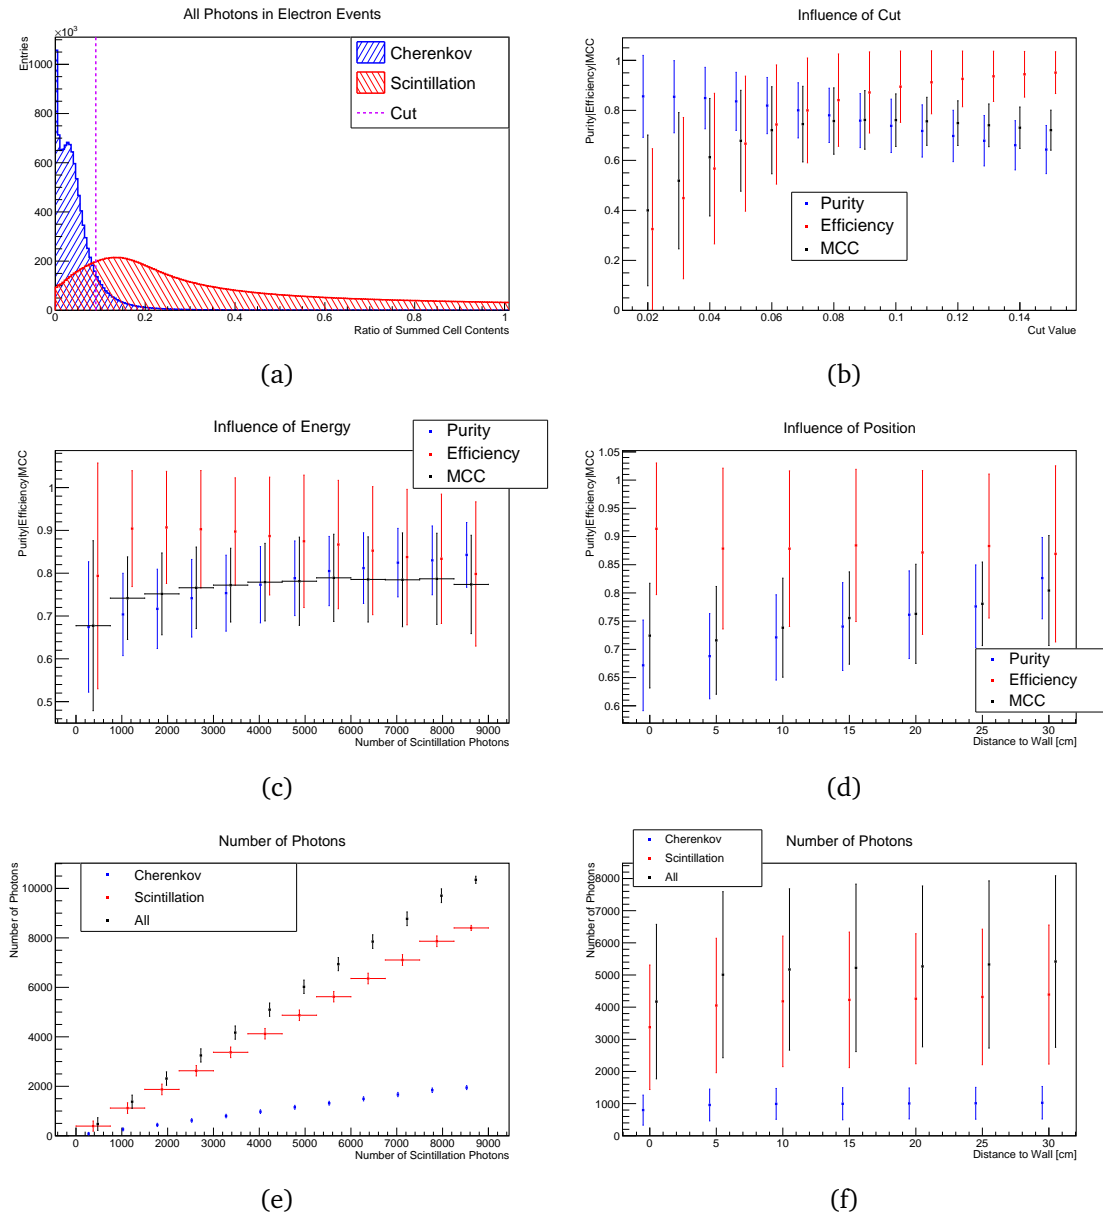 All Photons in Electron Events
×10³
Entries
1000
800
600
400
200
0
0 0.2 0.4 0.6 0.8 1
Ratio of Summed Cell Contents
Cherenkov
Scintillation
Cut
(a)
Influence of Cut
Purity|Efficiency|MCC
1
0.8
0.6
0.4
0.2
0
0.02 0.04 0.06 0.08 0.1 0.12 0.14
Cut Value
Purity
Efficiency
MCC
(b)
Influence of Energy
Purity|Efficiency|MCC
1
0.9
0.8
0.7
0.6
0.5
0 1000 2000 3000 4000 5000 6000 7000 8000 9000
Number of Scintillation Photons
Purity
Efficiency
MCC
(c)
Influence of Position
Purity|Efficiency|MCC
1.05
1
0.95
0.9
0.85
0.8
0.75
0.7
0.65
0.6
0 5 10 15 20 25 30
Distance to Wall [cm]
Purity
Efficiency
MCC
(d)
Number of Photons
Number of Photons
10000
8000
6000
4000
2000
0
0 1000 2000 3000 4000 5000 6000 7000 8000 9000
Number of Scintillation Photons
Cherenkov
Scintillation
All
(e)
Number of Photons
Number of Photons
8000
7000
6000
5000
4000
3000
2000
1000
0
0 5 10 15 20 25 30
Distance to Wall [cm]
Cherenkov
Scintillation
All
(f)